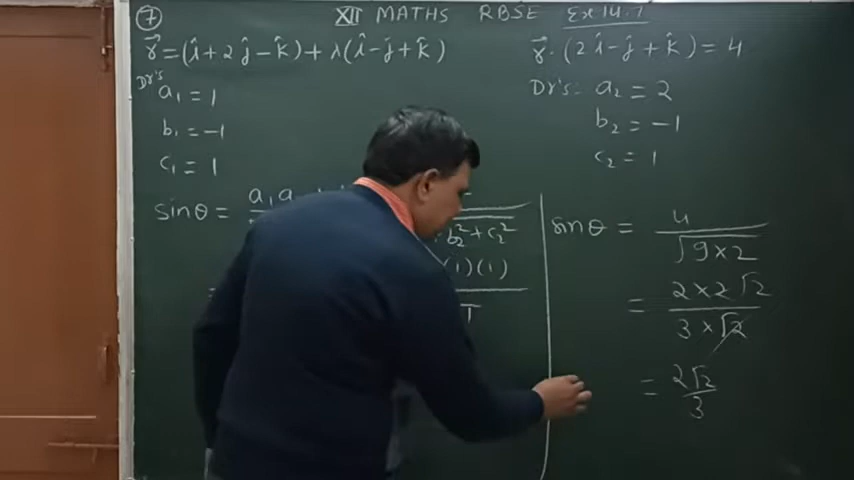 ⑦ XII MATHS RBSE Ex 14.7
r⃗ = (î + 2ĵ − k̂) + λ(î − ĵ + k̂)
Dr's
a₁ = 1
b₁ = −1
c₁ = 1
sin θ = a₁a
b₂² + c₂²
(1)(1)
r⃗ · (2î − ĵ + k̂) = 4
Dr's: a₂ = 2
b₂ = −1
c₂ = 1
sin θ = 4 / √9×2
= 2×2√2 / 3×√2
= 2√2 / 3